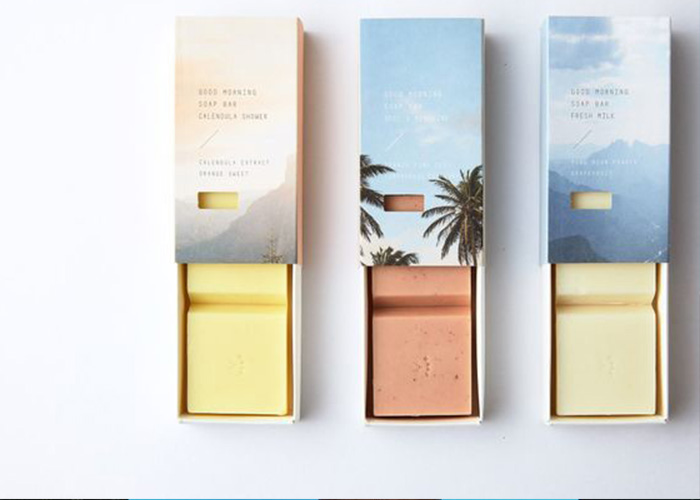 GOOD MORNING
SOAP BAR
CALENDULA SHOWER
CALENDULA EXTRACT
ORANGE SWEET
GOOD MORNING
SOAP BAR
GOOD MORNING
SOAP BAR
FRESH MILK
GRAPEFRUIT